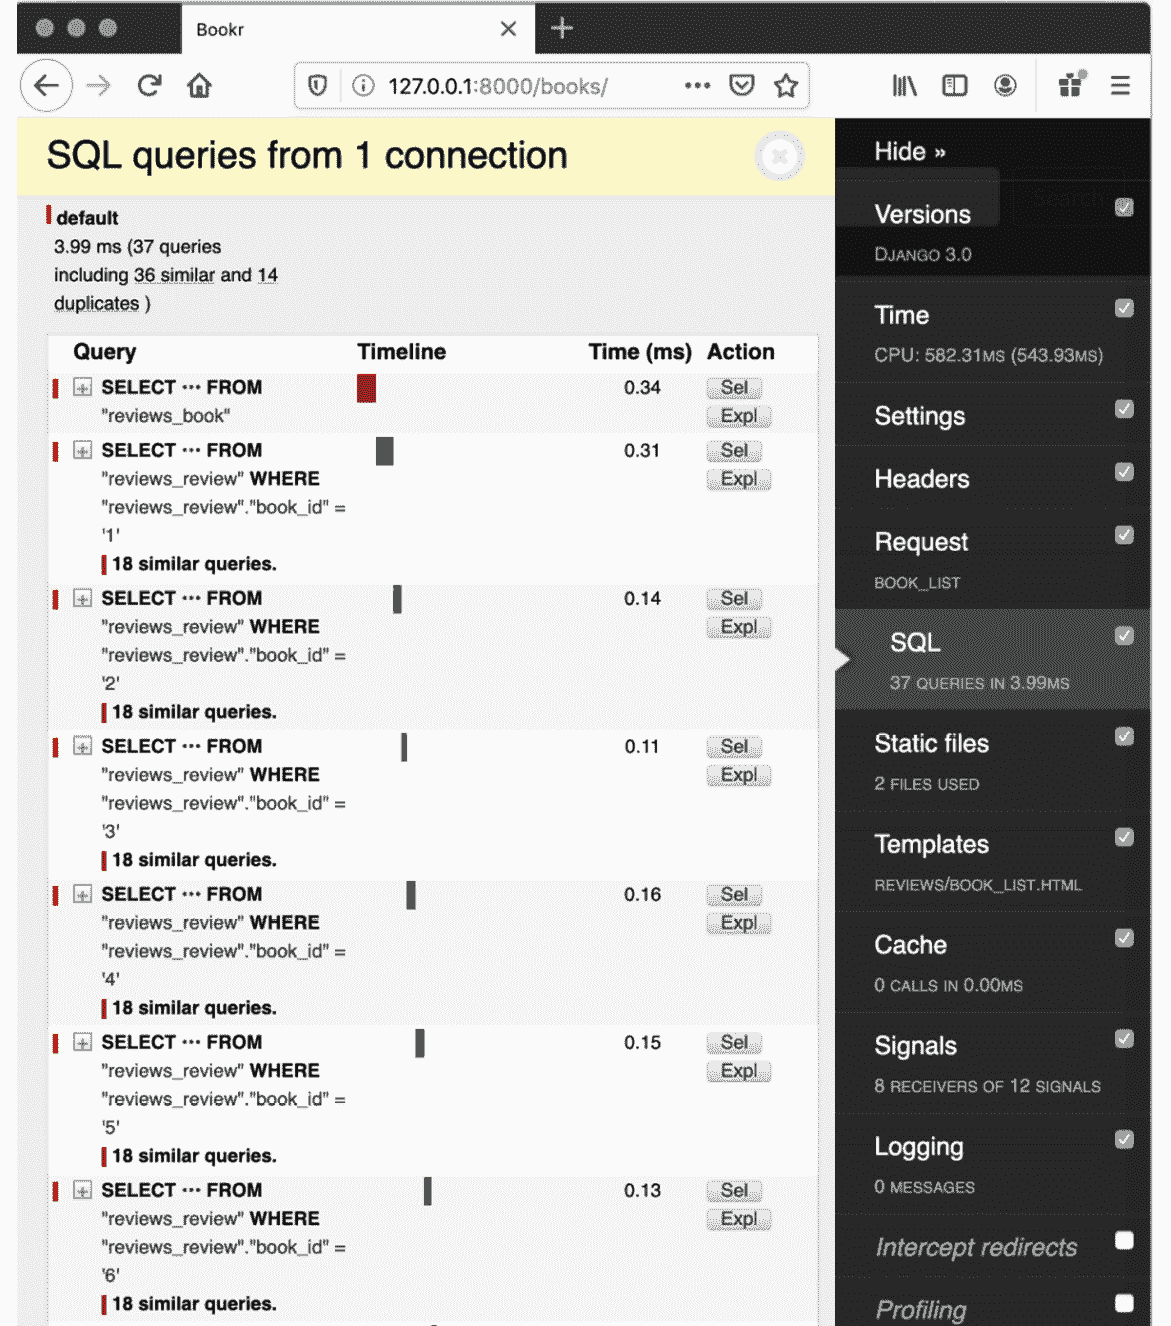 Bookr
127.0.0.1:8000/books/
SQL queries from 1 connection
default
3.99 ms (37 queries
including 36 similar and 14
duplicates )
Query Timeline Time (ms) Action
SELECT ••• FROM 0.34 Sel
"reviews_book" Expl
SELECT ••• FROM 0.31 Sel
"reviews_review" WHERE Expl
"reviews_review"."book_id" =
'1'
18 similar queries.
SELECT ••• FROM 0.14 Sel
"reviews_review" WHERE Expl
"reviews_review"."book_id" =
'2'
18 similar queries.
SELECT ••• FROM 0.11 Sel
"reviews_review" WHERE Expl
"reviews_review"."book_id" =
'3'
18 similar queries.
SELECT ••• FROM 0.16 Sel
"reviews_review" WHERE Expl
"reviews_review"."book_id" =
'4'
18 similar queries.
SELECT ••• FROM 0.15 Sel
"reviews_review" WHERE Expl
"reviews_review"."book_id" =
'5'
18 similar queries.
SELECT ••• FROM 0.13 Sel
"reviews_review" WHERE Expl
"reviews_review"."book_id" =
'6'
18 similar queries.
Hide »
Search
Versions
DJANGO 3.0
Time
CPU: 582.31MS (543.93MS)
Settings
Headers
Request
BOOK_LIST
SQL
37 QUERIES IN 3.99MS
Static files
2 FILES USED
Templates
REVIEWS/BOOK_LIST.HTML
Cache
0 CALLS IN 0.00MS
Signals
8 RECEIVERS OF 12 SIGNALS
Logging
0 MESSAGES
Intercept redirects
Profiling